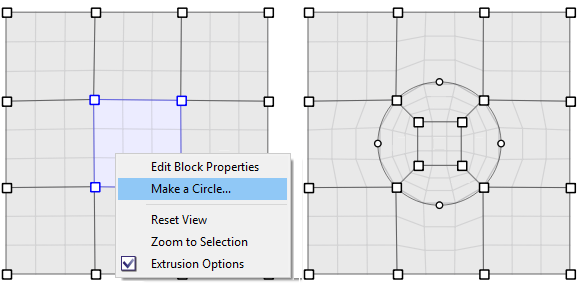 Edit Block Properties
Make a Circle...
Reset View
Zoom to Selection
Extrusion Options